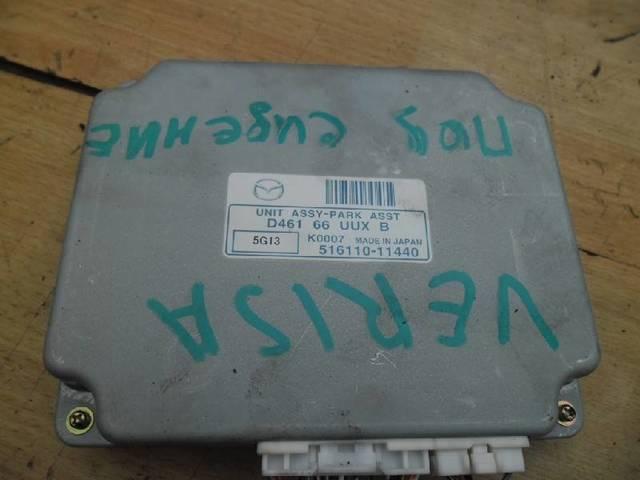 UNIT ASSY-PARK ASST
D461 66 UUX B
5G13 K0007 MADE IN JAPAN
516110-11440
VERISA
Под сидение